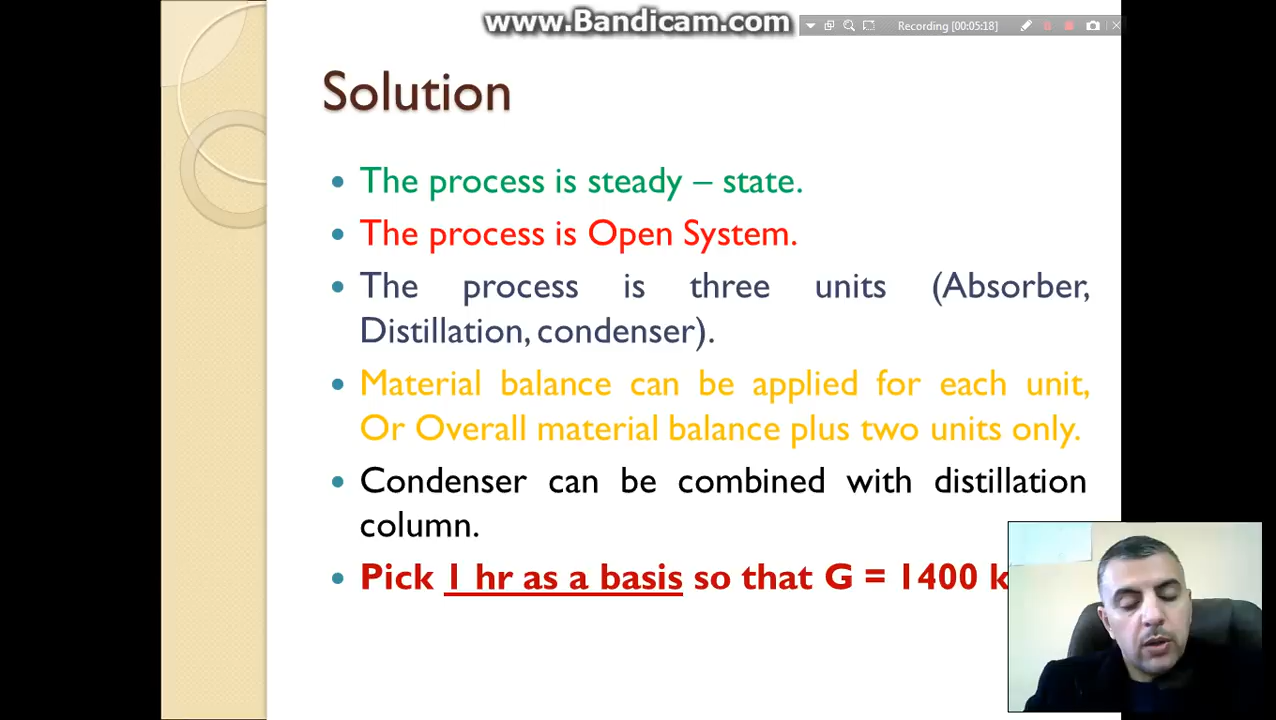 www.Bandicam.com
Recording [00:05:18]
Solution
The process is steady – state.
The process is Open System.
The process is three units (Absorber,
Distillation, condenser).
Material balance can be applied for each unit,
Or Overall material balance plus two units only.
Condenser can be combined with distillation
column.
Pick 1 hr as a basis so that G = 1400 k